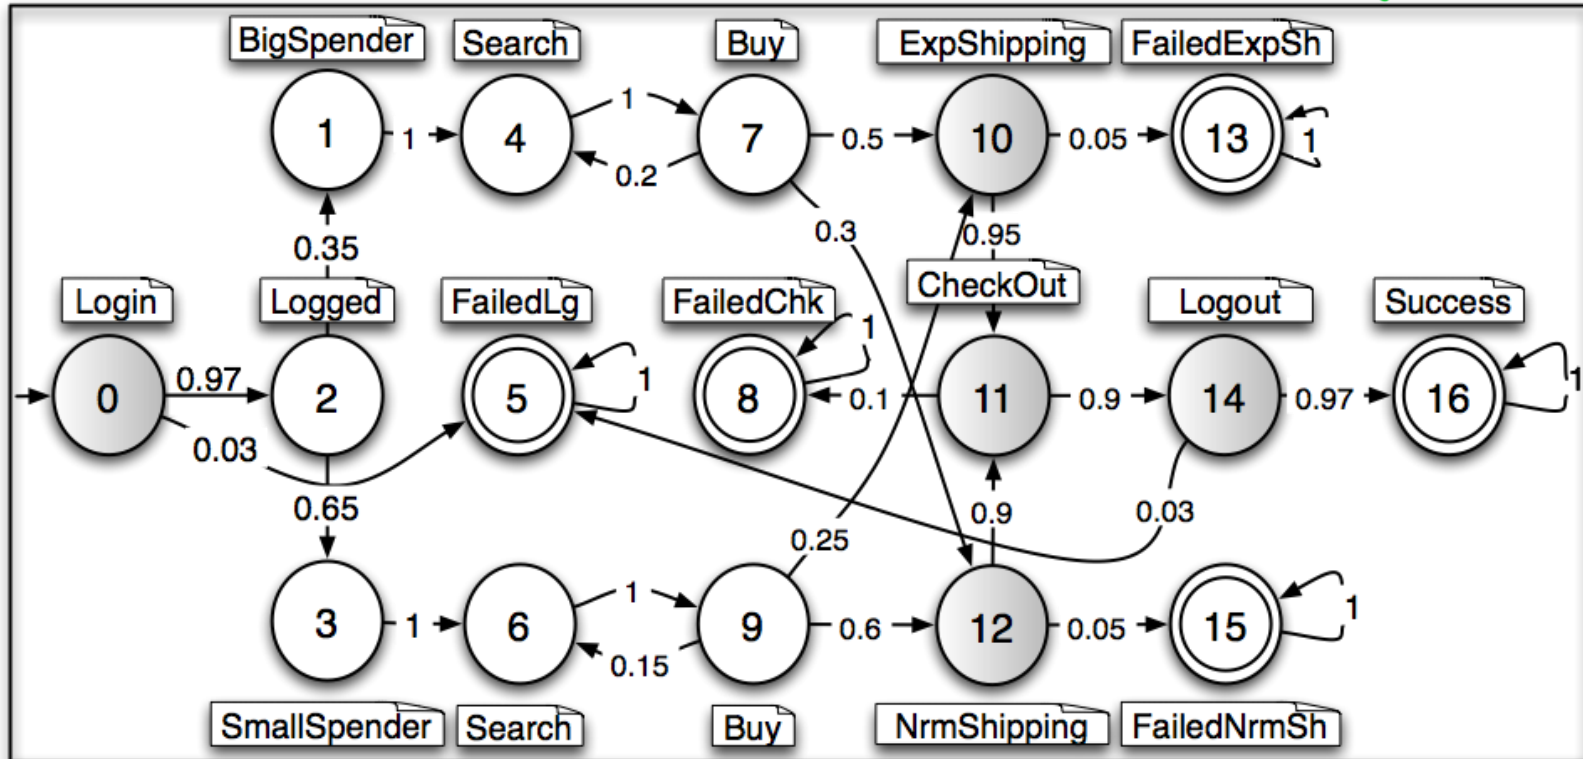 BigSpender Search Buy ExpShipping FailedExpSh
1 1 4 1 0.2 7 0.5 10 0.05 13 1
0.35 0.3 0.95
Login Logged FailedLg FailedChk CheckOut Logout Success
0 0.97 2 5 1 8 1 0.1 11 0.9 14 0.97 16 1
0.03
0.65 0.25 0.9 0.03
3 1 6 1 0.15 9 0.6 12 0.05 15 1
SmallSpender Search Buy NrmShipping FailedNrmSh